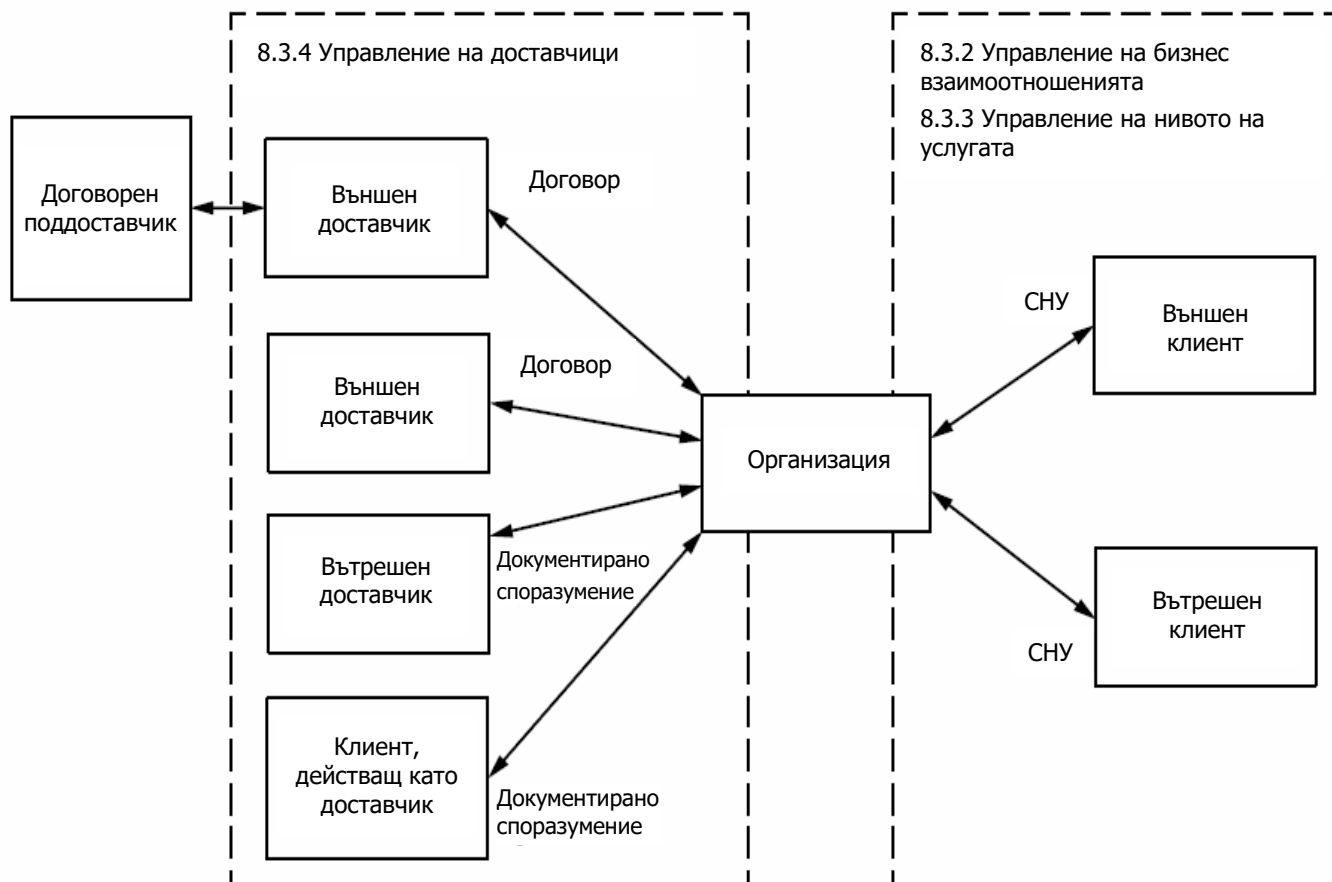 8.3.4 Управление на доставчици
8.3.2 Управление на бизнес
взаимоотношенията
8.3.3 Управление на нивото на
услугата
Договорен
поддоставчик
Външен
доставчик
Договор
Външен
доставчик
Договор
Вътрешен
доставчик
Документирано
споразумение
Клиент,
действащ като
доставчик
Документирано
споразумение
Организация
СНУ
Външен
клиент
Вътрешен
клиент
СНУ